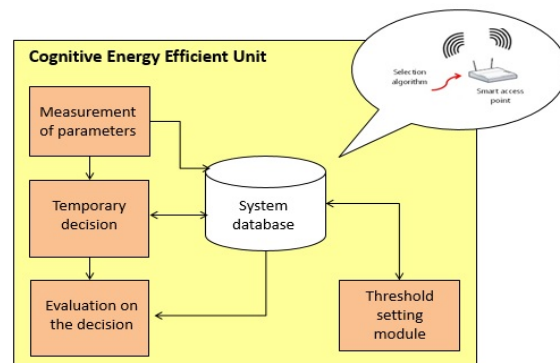 Cognitive Energy Efficient Unit
Selection
algorithm
Smart access
point
Measurement
of parameters
Temporary
decision
System
database
Evaluation on
the decision
Threshold
setting
module